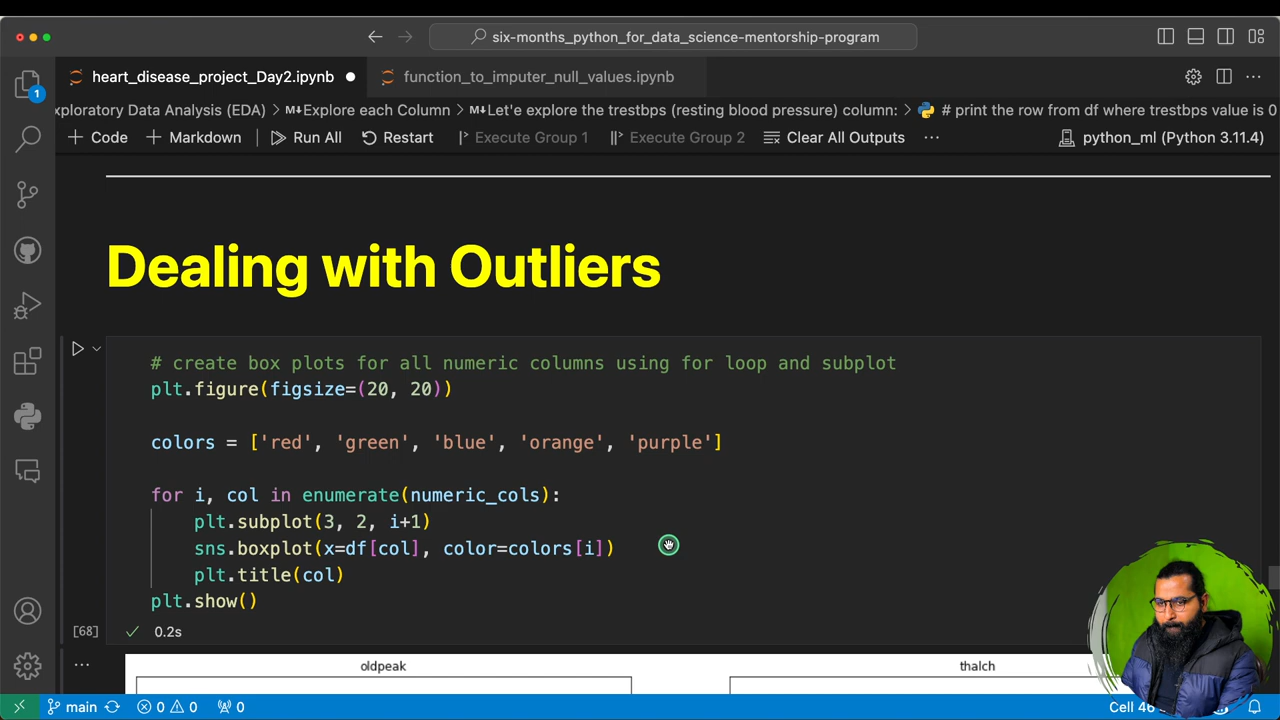 six-months_python_for_data_science-mentorship-program
heart_disease_project_Day2.ipynb
function_to_imputer_null_values.ipynb
1
xploratory Data Analysis (EDA) > M↓Explore each Column > M↓Let'e explore the trestbps (resting blood pressure) column: > # print the row from df where trestbps value is 0
+ Code + Markdown Run All Restart Execute Group 1 Execute Group 2 Clear All Outputs ... python_ml (Python 3.11.4)
Dealing with Outliers
# create box plots for all numeric columns using for loop and subplot
plt.figure(figsize=(20, 20))
colors = ['red', 'green', 'blue', 'orange', 'purple']
for i, col in enumerate(numeric_cols):
plt.subplot(3, 2, i+1)
sns.boxplot(x=df[col], color=colors[i])
plt.title(col)
plt.show()
[68] 0.2s
...
oldpeak thalch
main 0 0 0 Cell 46